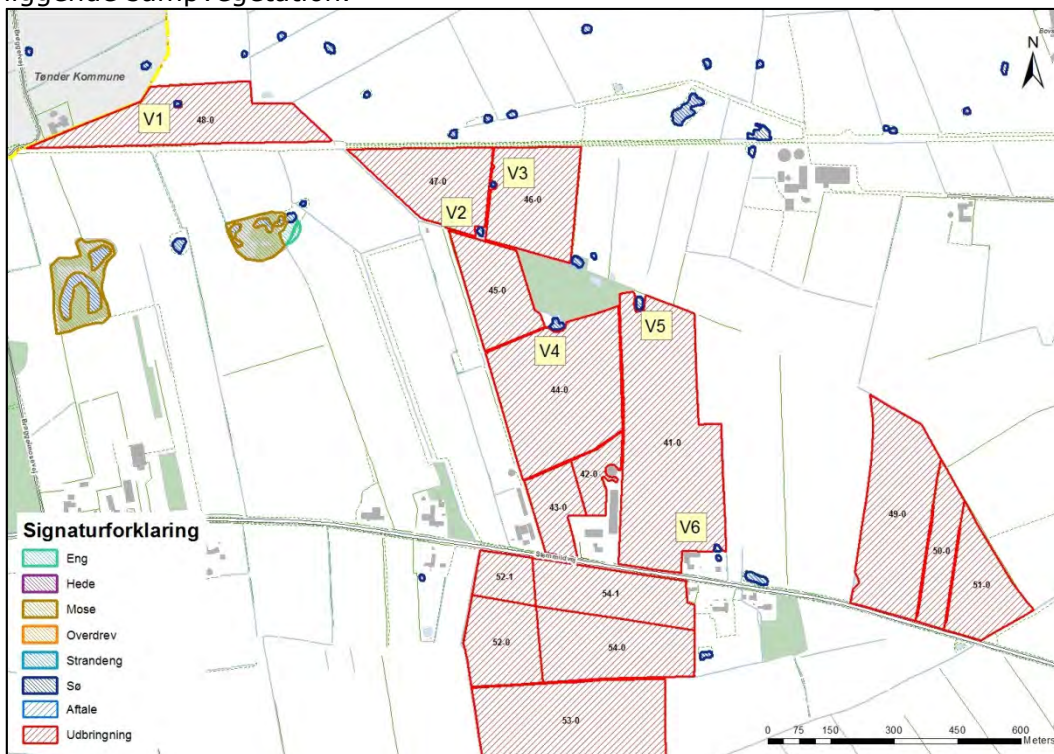 liggende sumpvegetation.
Tønder Kommune
N
V1
48-0
47-0
V3
46-0
V2
45-0
V5
V4
44-0
41-0
42-0
43-0
V6
49-0
50-0
51-0
52-1
54-1
52-0
54-0
53-0
Signaturforklaring
Eng
Hede
Mose
Overdrev
Strandeng
Sø
Aftale
Udbringning
0 75 150 300 450 600
Meters